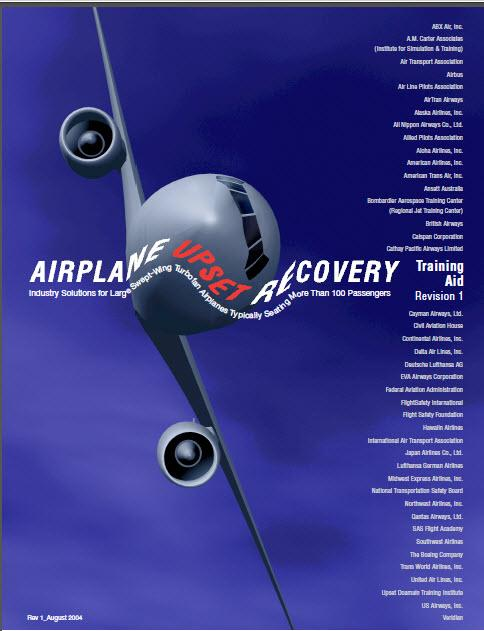 ABX Air, Inc.
A.M. Carter Associates
(Institute for Simulation & Training)
Air Transport Association
Airbus
Air Line Pilots Association
AirTran Airways
Alaska Airlines, Inc.
All Nippon Airways Co., Ltd.
Allied Pilots Association
Aloha Airlines, Inc.
American Airlines, Inc.
American Trans Air, Inc.
Ansett Australia
Bombardier Aerospace Training Center
(Regional Jet Training Center)
British Airways
Calspan Corporation
Cathay Pacific Airways Limited
AIRPLANE UPSET RECOVERY
Industry Solutions for Large Swept-Wing Turbofan Airplanes Typically Seating More Than 100 Passengers
Training
Aid
Revision 1
Cayman Airways, Ltd.
Civil Aviation House
Continental Airlines, Inc.
Delta Air Lines, Inc.
Deutsche Lufthansa AG
EVA Airways Corporation
Federal Aviation Administration
FlightSafety International
Flight Safety Foundation
Hawaiin Airlines
International Air Transport Association
Japan Airlines Co., Ltd.
Lufthansa German Airlines
Midwest Express Airlines, Inc.
National Transportation Safety Board
Northwest Airlines, Inc.
Qantas Airways, Ltd.
SAS Flight Academy
Southwest Airlines
The Boeing Company
Trans World Airlines, Inc.
United Air Lines, Inc.
Upset Doamain Training Institute
US Airways, Inc.
Veridian
Rev 1_August 2004